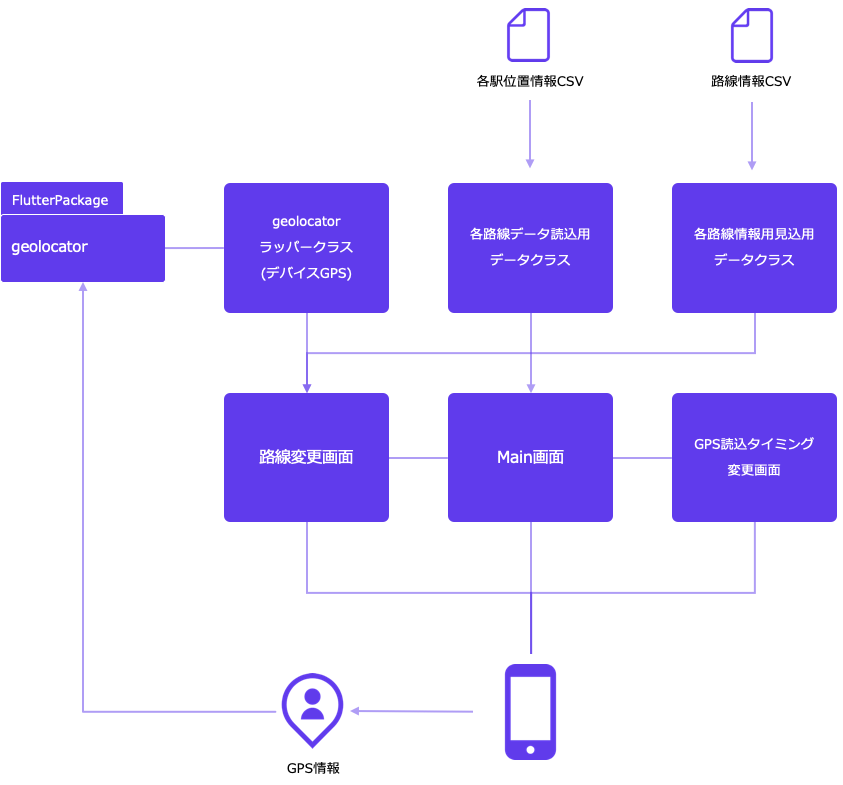 各駅位置情報CSV
路線情報CSV
FlutterPackage
geolocator
geolocator
ラッパークラス
(デバイスGPS)
各路線データ読込用
データクラス
各路線情報用見込用
データクラス
路線変更画面
Main画面
GPS読込タイミング
変更画面
GPS情報